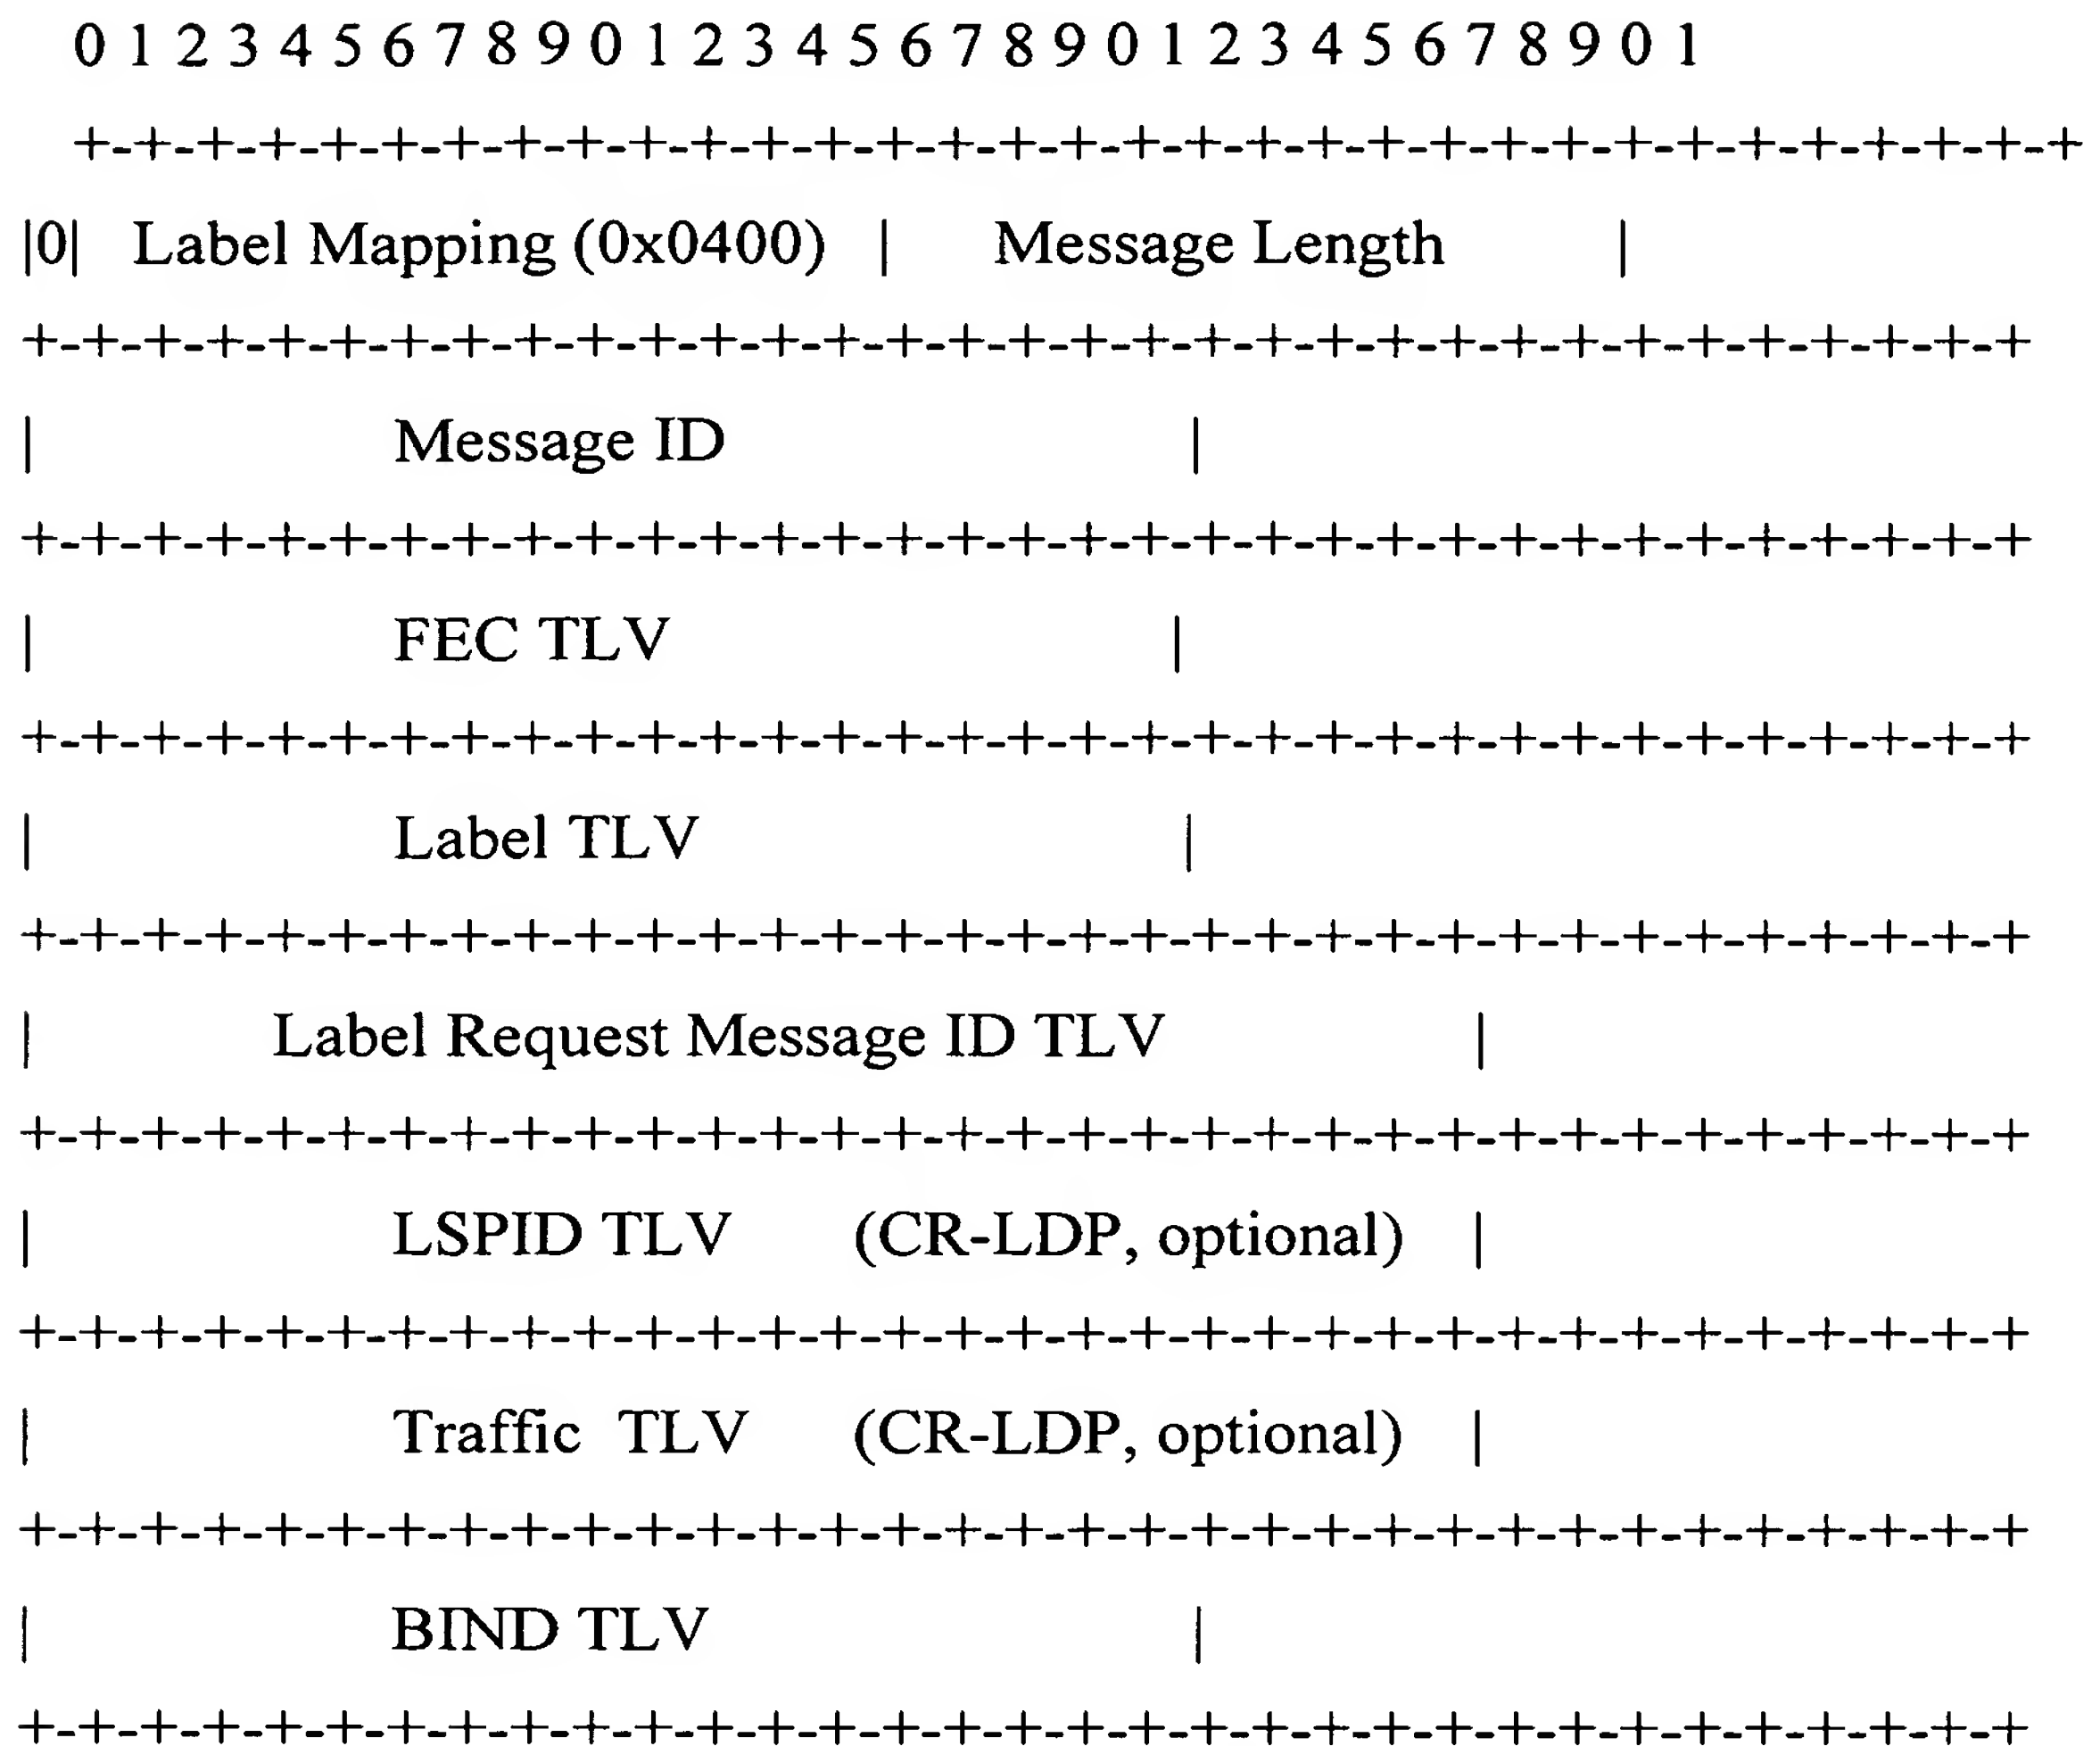 0 1 2 3 4 5 6 7 8 9 0 1 2 3 4 5 6 7 8 9 0 1 2 3 4 5 6 7 8 9 0 1
+-+-+-+-+-+-+-+-+-+-+-+-+-+-+-+-+-+-+-+-+-+-+-+-+-+-+-+-+-+-+-+-+
|0| Label Mapping (0x0400) | Message Length |
+-+-+-+-+-+-+-+-+-+-+-+-+-+-+-+-+-+-+-+-+-+-+-+-+-+-+-+-+-+-+-+-+
| Message ID |
+-+-+-+-+-+-+-+-+-+-+-+-+-+-+-+-+-+-+-+-+-+-+-+-+-+-+-+-+-+-+-+-+
| FEC TLV |
+-+-+-+-+-+-+-+-+-+-+-+-+-+-+-+-+-+-+-+-+-+-+-+-+-+-+-+-+-+-+-+-+
| Label TLV |
+-+-+-+-+-+-+-+-+-+-+-+-+-+-+-+-+-+-+-+-+-+-+-+-+-+-+-+-+-+-+-+-+
| Label Request Message ID TLV |
+-+-+-+-+-+-+-+-+-+-+-+-+-+-+-+-+-+-+-+-+-+-+-+-+-+-+-+-+-+-+-+-+
| LSPID TLV (CR-LDP, optional) |
+-+-+-+-+-+-+-+-+-+-+-+-+-+-+-+-+-+-+-+-+-+-+-+-+-+-+-+-+-+-+-+-+
| Traffic TLV (CR-LDP, optional) |
+-+-+-+-+-+-+-+-+-+-+-+-+-+-+-+-+-+-+-+-+-+-+-+-+-+-+-+-+-+-+-+-+
| BIND TLV |
+-+-+-+-+-+-+-+-+-+-+-+-+-+-+-+-+-+-+-+-+-+-+-+-+-+-+-+-+-+-+-+-+